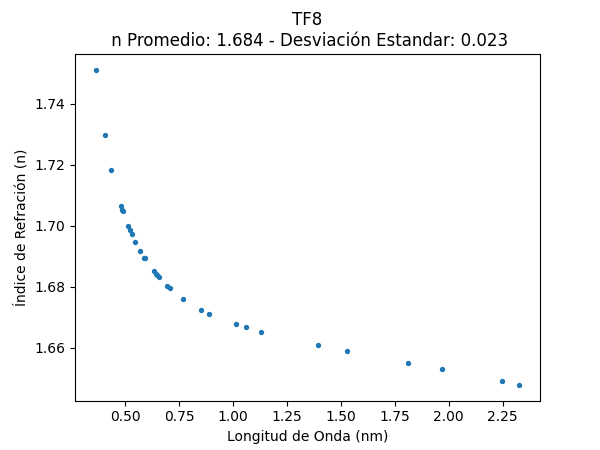 TF8
n Promedio: 1.684 - Desviación Estandar: 0.023
1.74
1.72
1.70
1.68
1.66
Índice de Refración (n)
0.50 0.75 1.00 1.25 1.50 1.75 2.00 2.25
Longitud de Onda (nm)